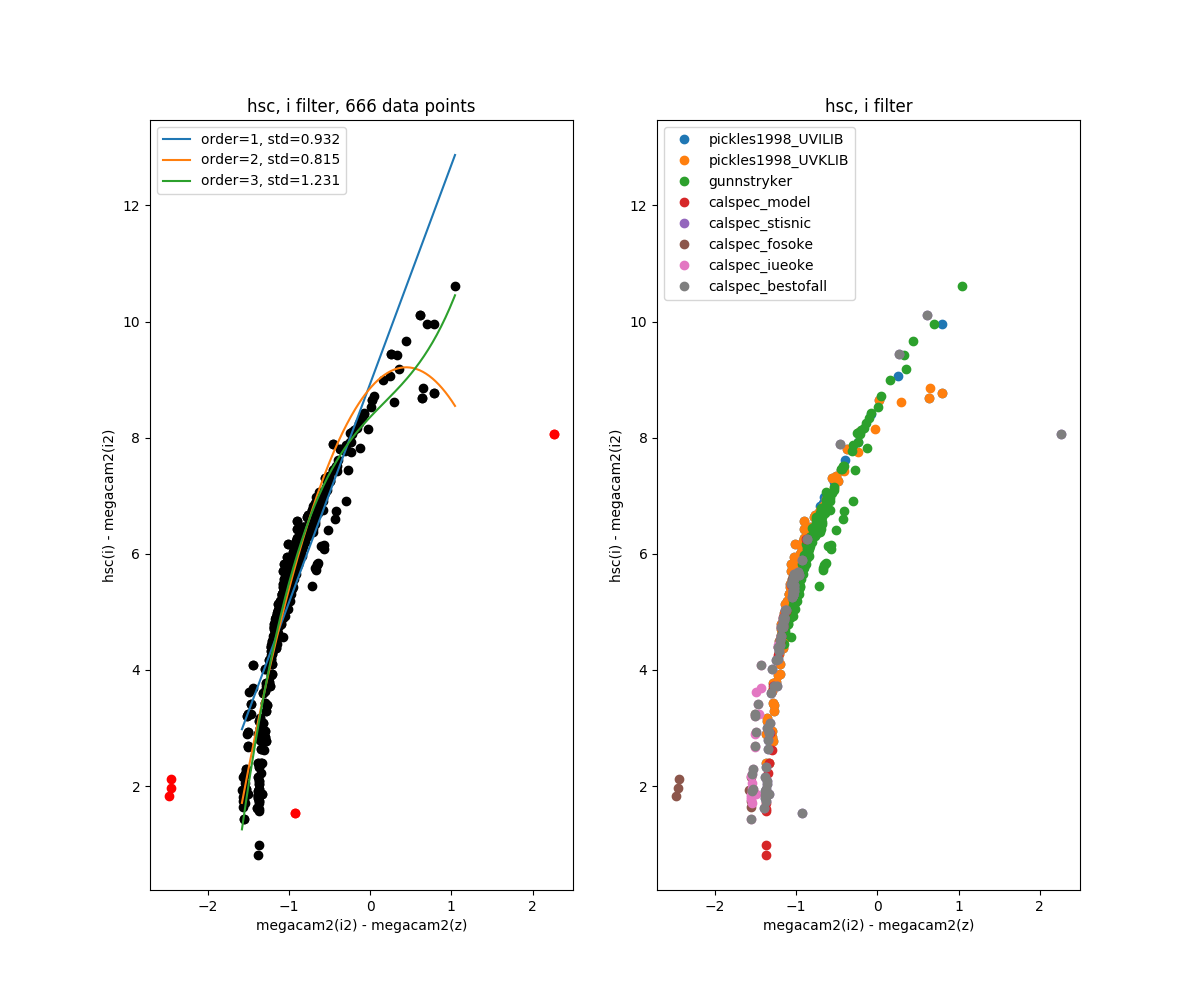 hsc, i filter, 666 data points
order=1, std=0.932
order=2, std=0.815
order=3, std=1.231
12
10
8
6
4
2
hsc(i) - megacam2(i2)
−2
−1
0
1
2
megacam2(i2) - megacam2(z)
hsc, i filter
pickles1998_UVILIB
pickles1998_UVKLIB
gunnstryker
calspec_model
calspec_stisnic
calspec_fosoke
calspec_iueoke
calspec_bestofall
12
10
8
6
4
2
hsc(i) - megacam2(i2)
−2
−1
0
1
2
megacam2(i2) - megacam2(z)